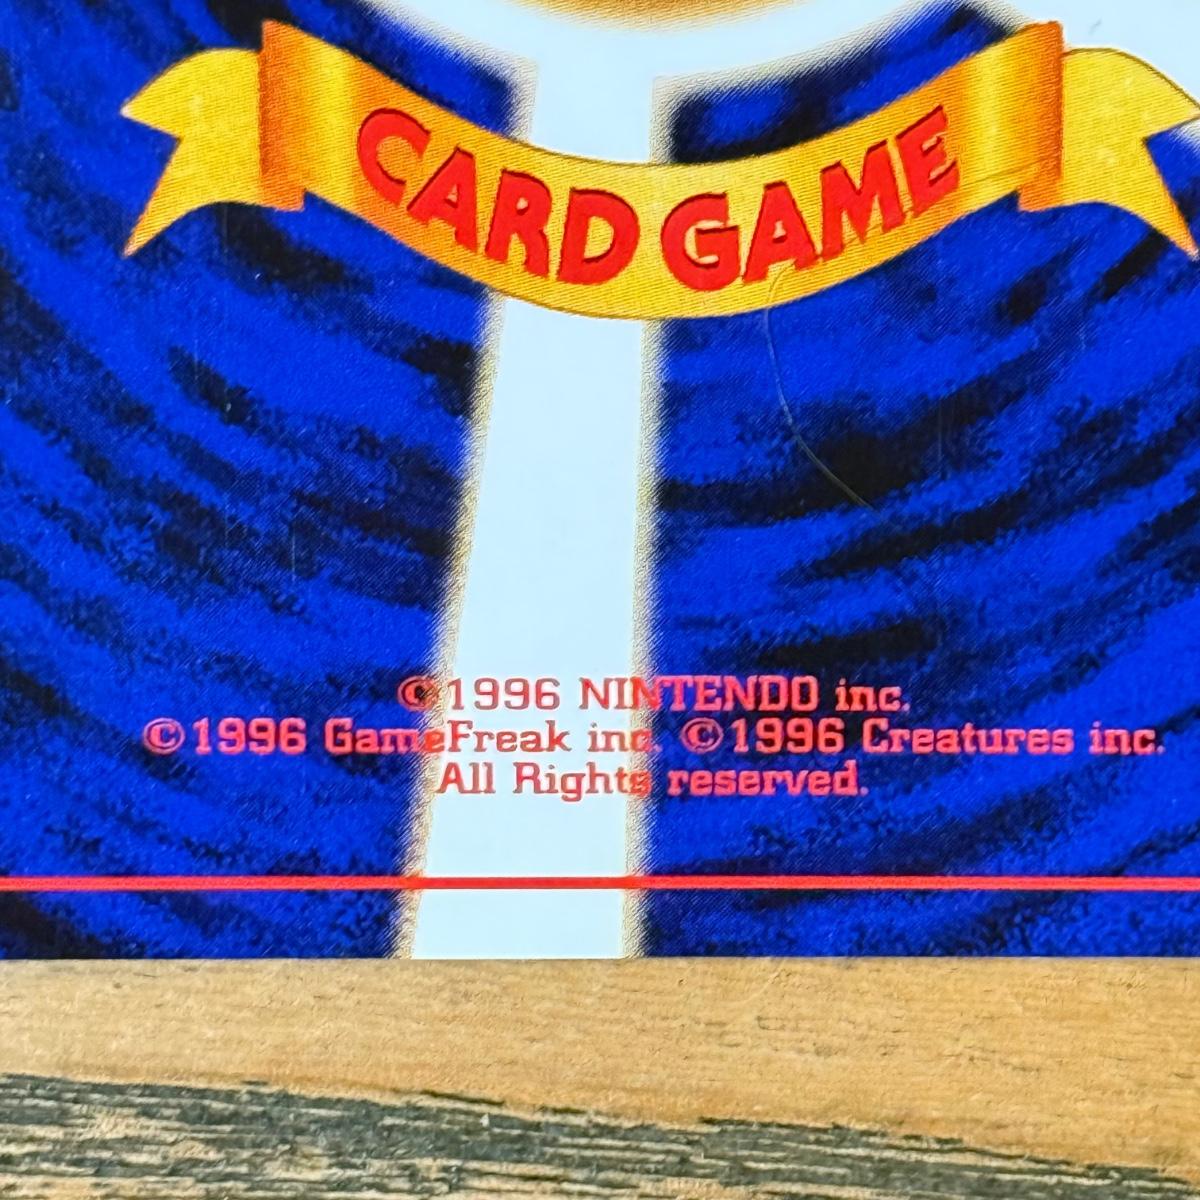 CARD GAME
©1996 NINTENDO inc.
©1996 GameFreak inc. ©1996 Creatures inc.
All Rights reserved.